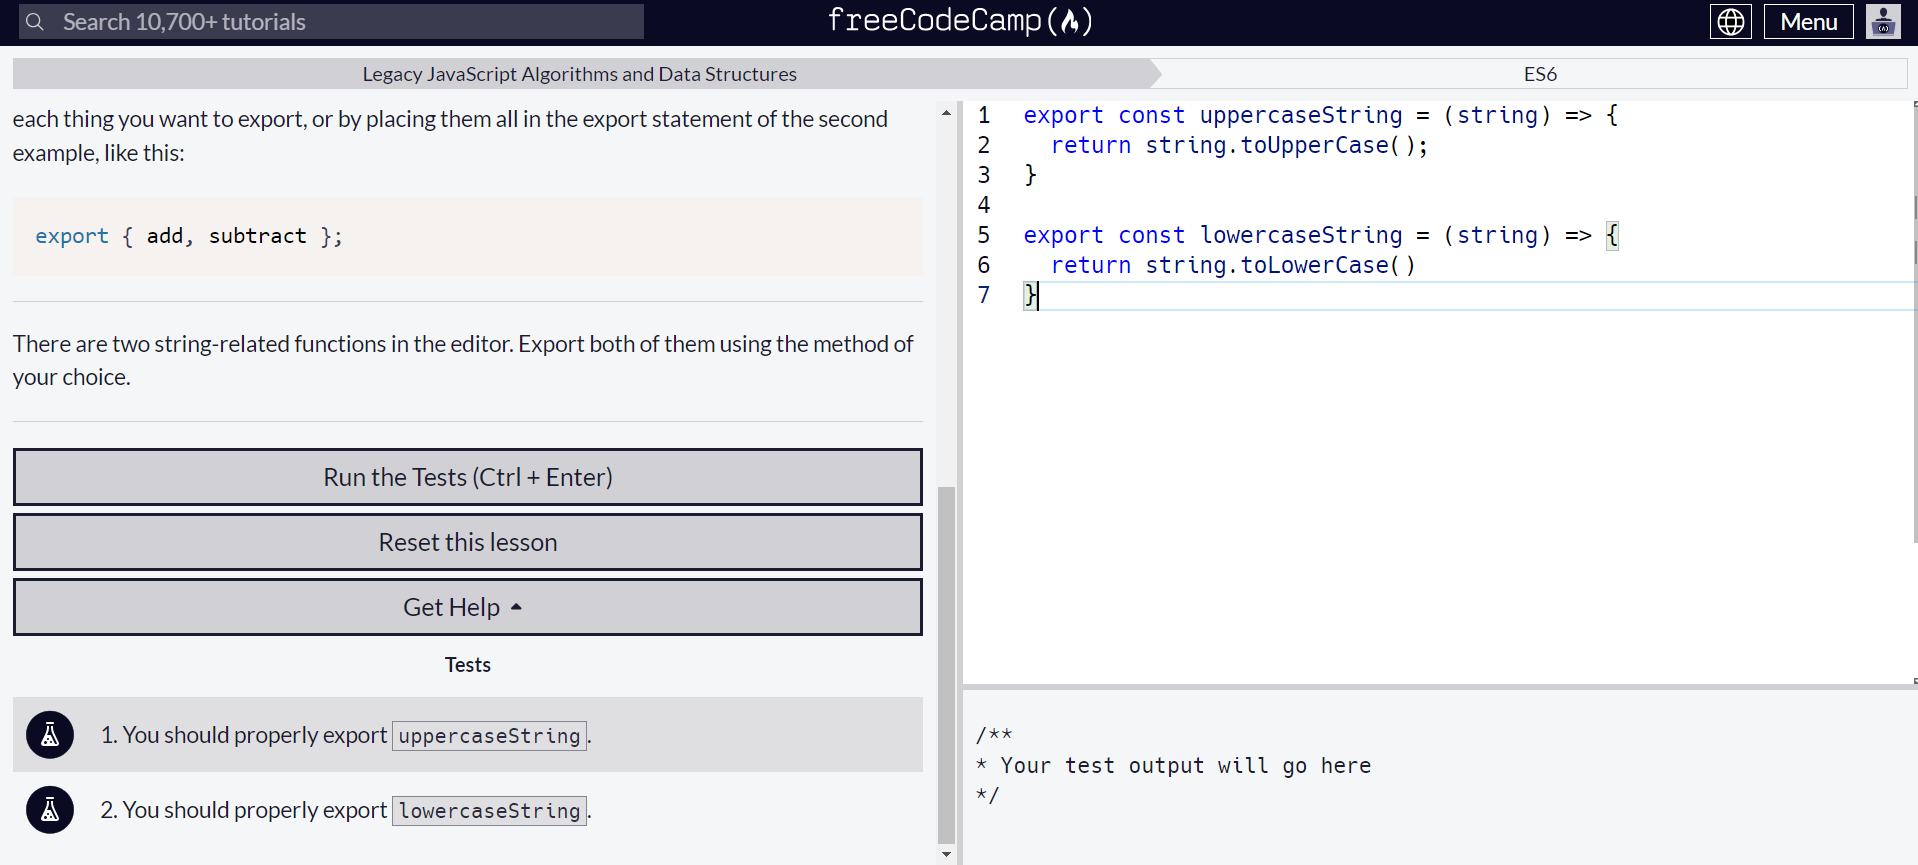 Search 10,700+ tutorials
freeCodeCamp(🔥)
Menu
Legacy JavaScript Algorithms and Data Structures
ES6
each thing you want to export, or by placing them all in the export statement of the second
example, like this:
export { add, subtract };
There are two string-related functions in the editor. Export both of them using the method of
your choice.
Run the Tests (Ctrl + Enter)
Reset this lesson
Get Help
Tests
1. You should properly export uppercaseString.
2. You should properly export lowercaseString.
1 export const uppercaseString = (string) => {
2   return string.toUpperCase();
3 }
4
5 export const lowercaseString = (string) => {
6   return string.toLowerCase()
7 }
/**
* Your test output will go here
*/